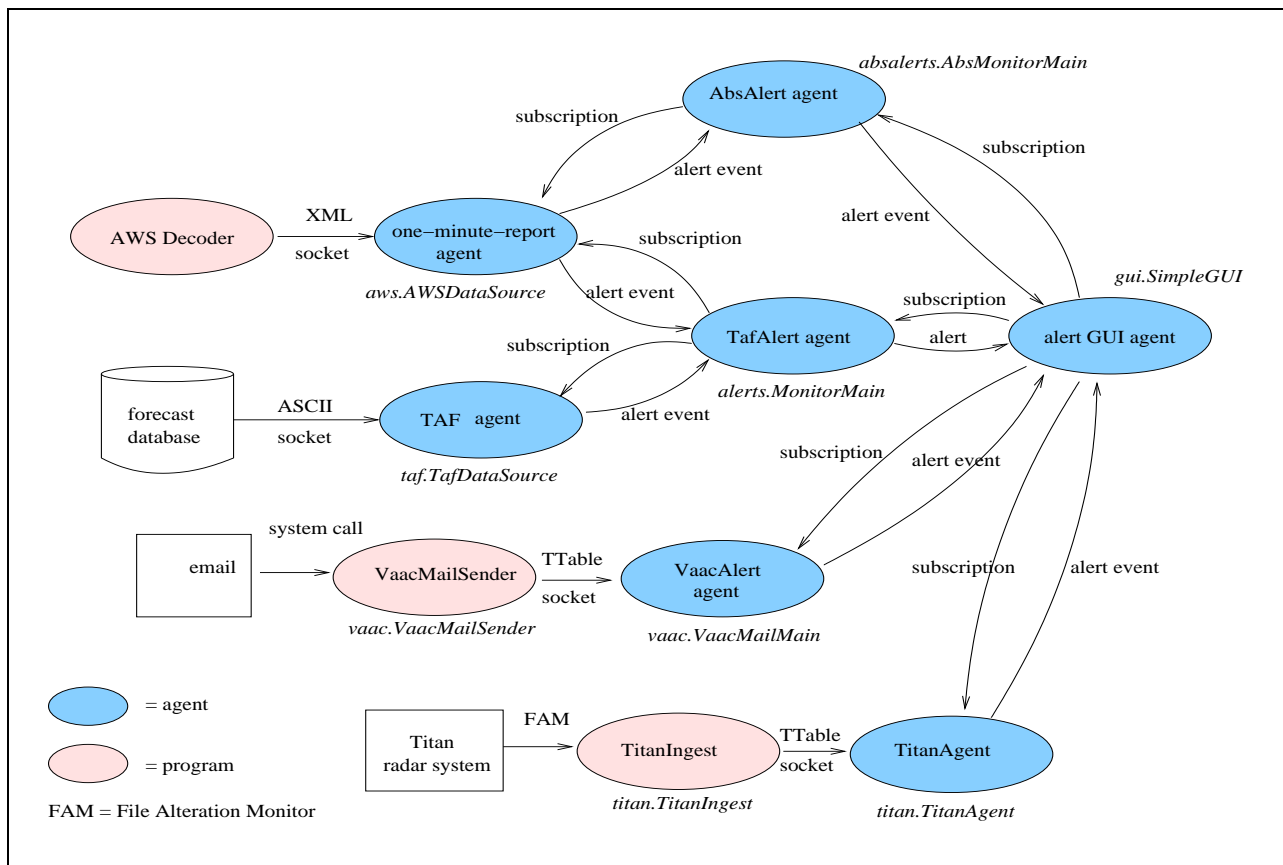 absalerts.AbsMonitorMain
AbsAlert agent
subscription
subscription
alert event
alert event
AWS Decoder
XML
socket
one-minute-report
agent
aws.AWSDataSource
subscription
alert event
gui.SimpleGUI
subscription
alert
alert GUI agent
TafAlert agent
alerts.MonitorMain
subscription
alert event
forecast
database
ASCII
socket
TAF agent
taf.TafDataSource
subscription
alert event
email
system call
VaacMailSender
vaac.VaacMailSender
TTable
socket
VaacAlert
agent
vaac.VaacMailMain
subscription
alert event
= agent
= program
FAM = File Alteration Monitor
Titan
radar system
FAM
TitanIngest
titan.TitanIngest
TTable
socket
TitanAgent
titan.TitanAgent